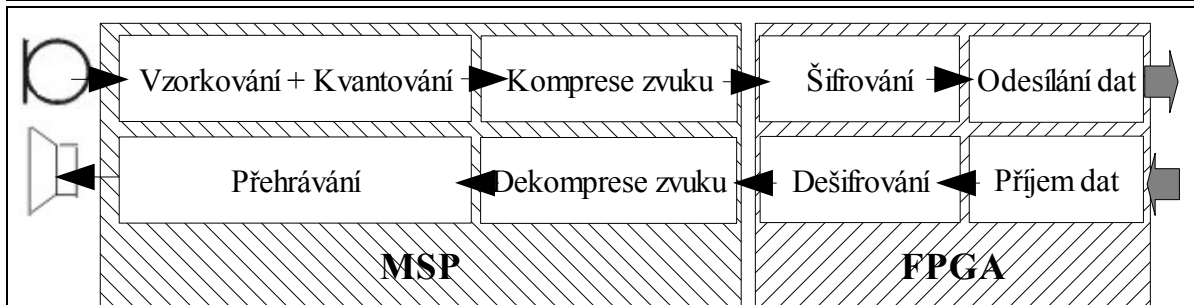 Vzorkování + Kvantování Komprese zvuku Šifrování Odesílání dat
Přehrávání Dekomprese zvuku Dešifrování Příjem dat
MSP FPGA